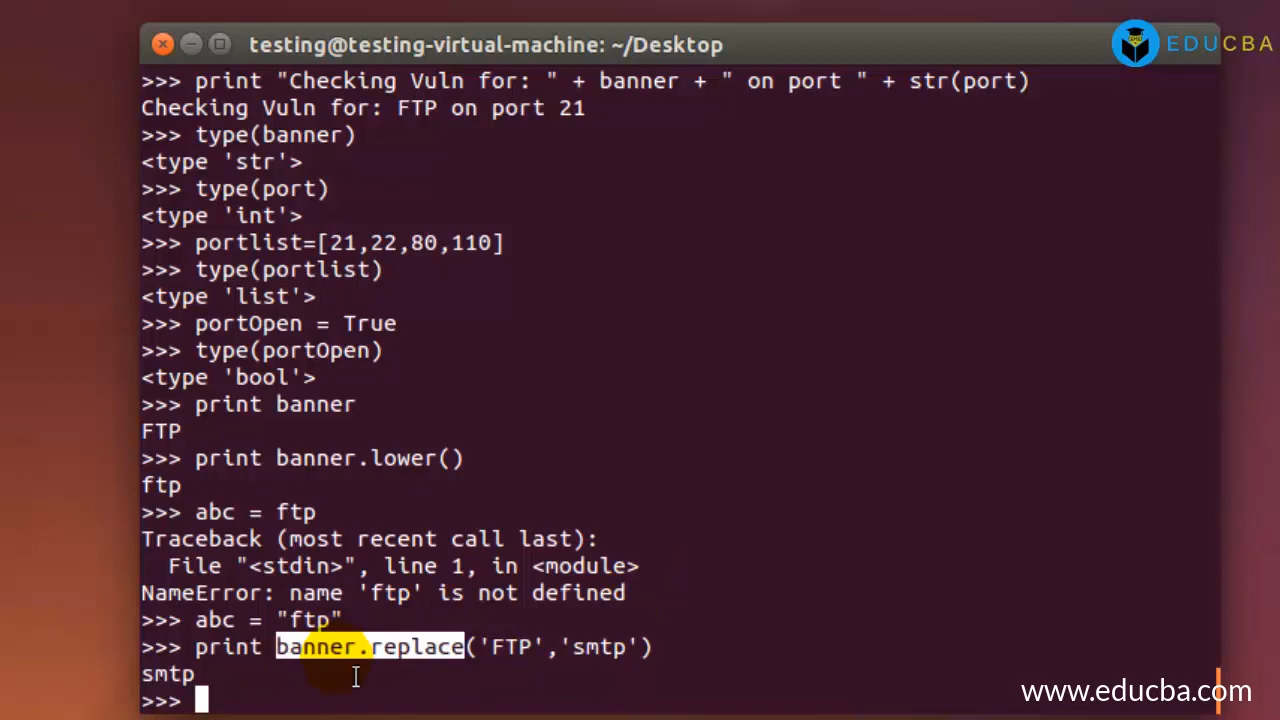 testing@testing-virtual-machine: ~/Desktop
EDUCBA
>>> print "Checking Vuln for: " + banner + " on port " + str(port)
Checking Vuln for: FTP on port 21
>>> type(banner)
<type 'str'>
>>> type(port)
<type 'int'>
>>> portlist=[21,22,80,110]
>>> type(portlist)
<type 'list'>
>>> portOpen = True
>>> type(portOpen)
<type 'bool'>
>>> print banner
FTP
>>> print banner.lower()
ftp
>>> abc = ftp
Traceback (most recent call last):
  File "<stdin>", line 1, in <module>
NameError: name 'ftp' is not defined
>>> abc = "ftp"
>>> print banner.replace('FTP','smtp')
smtp
>>>
www.educba.com